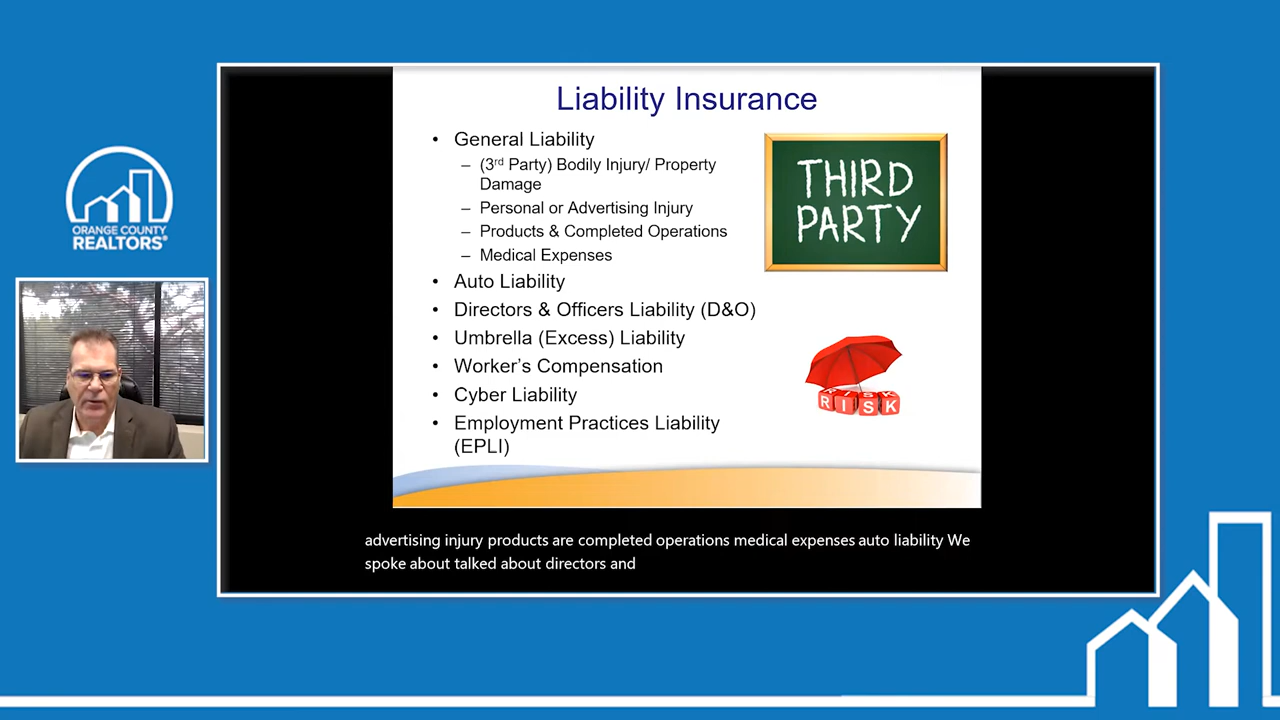 ORANGE COUNTY
REALTORS®
Liability Insurance
• General Liability
– (3rd Party) Bodily Injury/ Property
Damage
– Personal or Advertising Injury
– Products & Completed Operations
– Medical Expenses
• Auto Liability
• Directors & Officers Liability (D&O)
• Umbrella (Excess) Liability
• Worker's Compensation
• Cyber Liability
• Employment Practices Liability
(EPLI)
THIRD
PARTY
RISK
RISK
advertising injury products are completed operations medical expenses auto liability We
spoke about talked about directors and